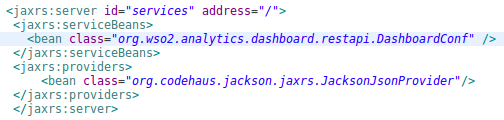 <jaxrs:server id="services" address="/">
<jaxrs:serviceBeans>
<bean class="org.wso2.analytics.dashboard.restapi.DashboardConf" />
</jaxrs:serviceBeans>
<jaxrs:providers>
<bean class="org.codehaus.jackson.jaxrs.JacksonJsonProvider"/>
</jaxrs:providers>
</jaxrs:server>